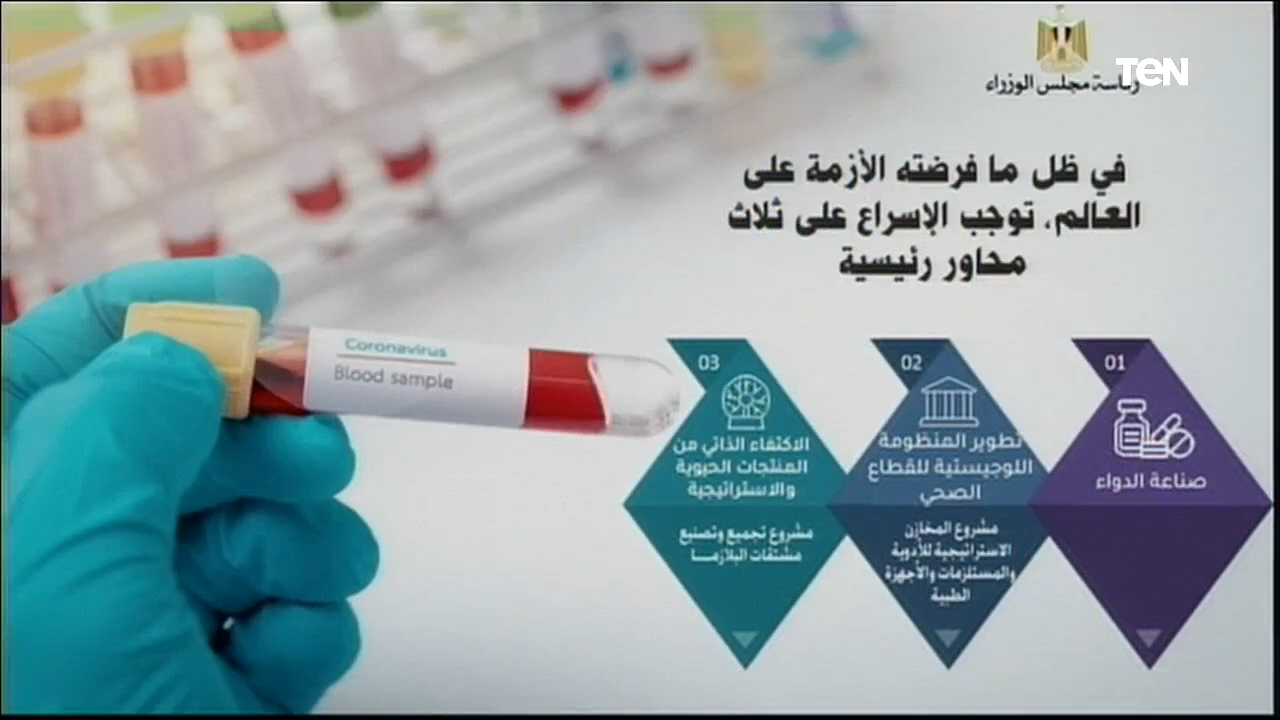 TEN
رئاسة مجلس الوزراء
في ظل ما فرضته الأزمة على
العالم، توجب الإسراع على ثلاث
محاور رئيسية
01
صناعة الدواء
02
تطوير المنظومة
اللوجيستية للقطاع
الصحي
مشروع المخازن
الاستراتيجية للأدوية
والمستلزمات والأجهزة
الطبية
03
الاكتفاء الذاتي من
المنتجات الحيوية
والاستراتيجية
مشروع تجميع وتصنيع
مشتقات البلازمـــا
Coronavirus
Blood sample